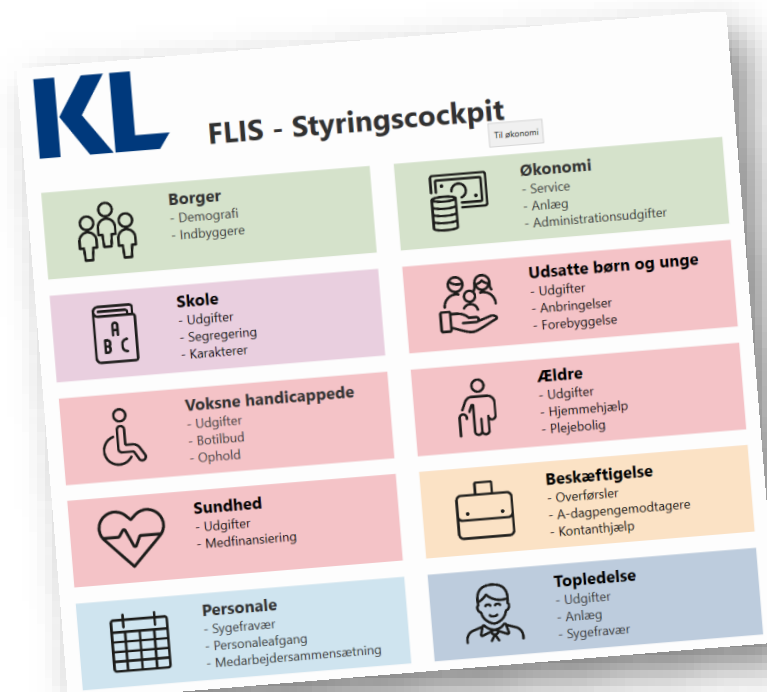 KL
FLIS - Styringscockpit
Til økonomi
Borger
- Demografi
- Indbyggere
Økonomi
- Service
- Anlæg
- Administrationsudgifter
Skole
- Udgifter
- Segregering
- Karakterer
A
B C
Udsatte børn og unge
- Udgifter
- Anbringelser
- Forebyggelse
Voksne handicappede
- Udgifter
- Botilbud
- Ophold
Ældre
- Udgifter
- Hjemmehjælp
- Plejebolig
Sundhed
- Udgifter
- Medfinansiering
Beskæftigelse
- Overførsler
- A-dagpengemodtagere
- Kontanthjælp
Personale
- Sygefravær
- Personaleafgang
- Medarbejdersammensætning
Topledelse
- Udgifter
- Anlæg
- Sygefravær